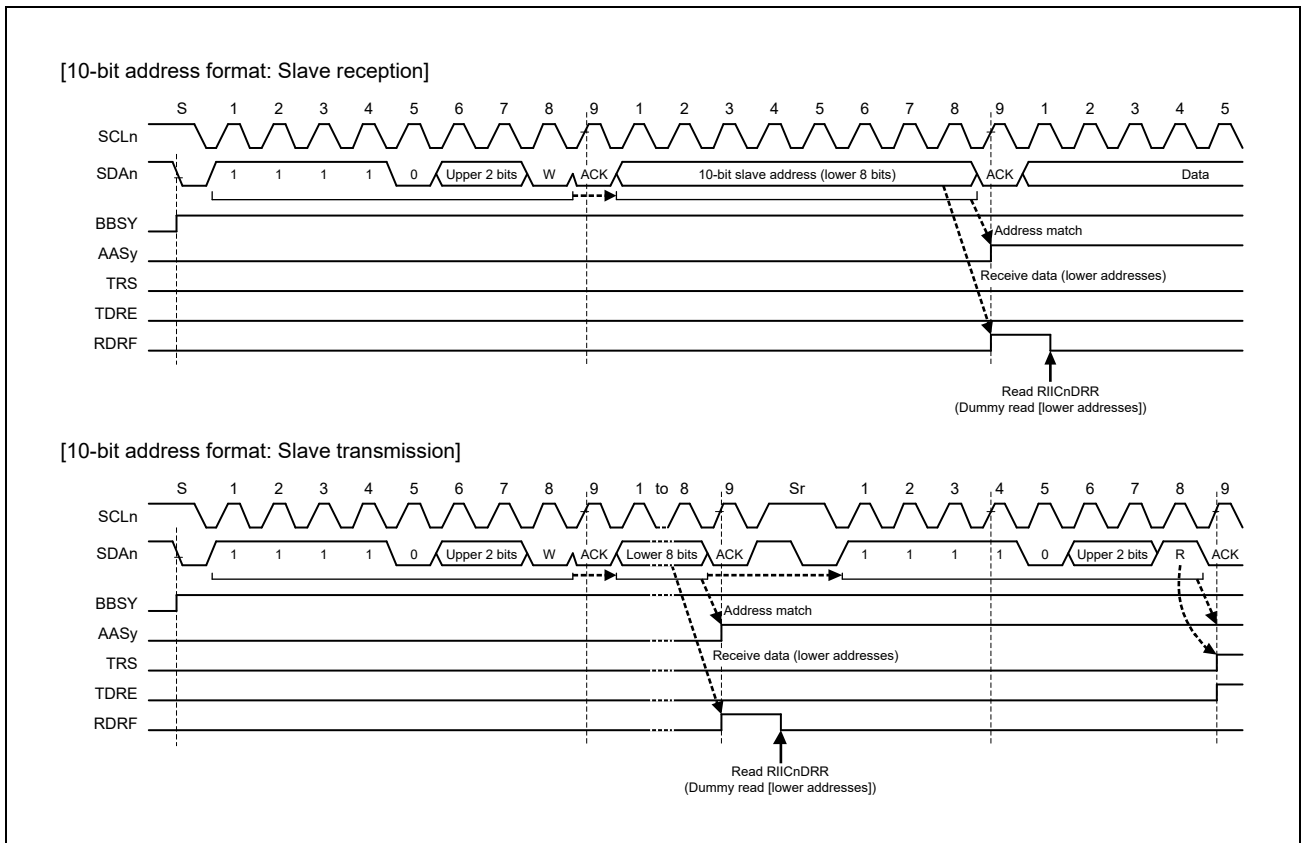 [10-bit address format: Slave reception]
S 1 2 3 4 5 6 7 8 9 1 2 3 4 5 6 7 8 9 1 2 3 4 5
SCLn
SDAn 1 1 1 1 0 Upper 2 bits W ACK 10-bit slave address (lower 8 bits) ACK Data
BBSY
Address match
AASy
Receive data (lower addresses)
TRS
TDRE
RDRF
Read RIICnDRR
(Dummy read [lower addresses])
[10-bit address format: Slave transmission]
S 1 2 3 4 5 6 7 8 9 1 to 8 9 Sr 1 2 3 4 5 6 7 8 9
SCLn
SDAn 1 1 1 1 0 Upper 2 bits W ACK Lower 8 bits ACK 1 1 1 1 0 Upper 2 bits R ACK
BBSY
Address match
AASy
Receive data (lower addresses)
TRS
TDRE
RDRF
Read RIICnDRR
(Dummy read [lower addresses])